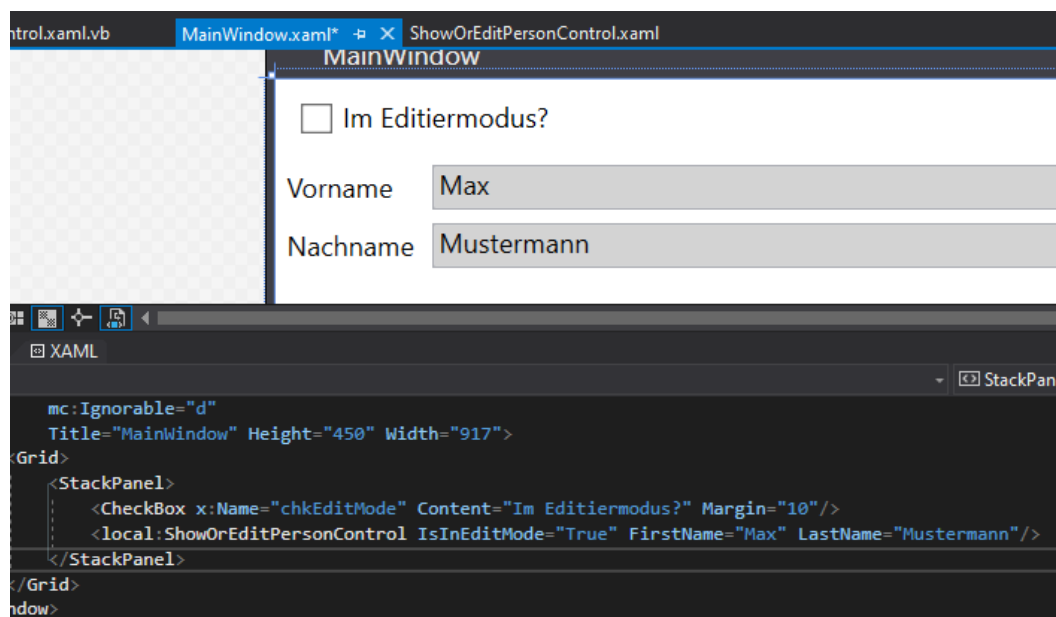 ntrol.xaml.vb MainWindow.xaml* ShowOrEditPersonControl.xaml
MainWindow
Im Editiermodus?
Vorname Max
Nachname Mustermann
XAML
StackPan
mc:Ignorable="d"
Title="MainWindow" Height="450" Width="917">
<Grid>
<StackPanel>
<CheckBox x:Name="chkEditMode" Content="Im Editiermodus?" Margin="10"/>
<local:ShowOrEditPersonControl IsInEditMode="True" FirstName="Max" LastName="Mustermann"/>
</StackPanel>
</Grid>
ndow>